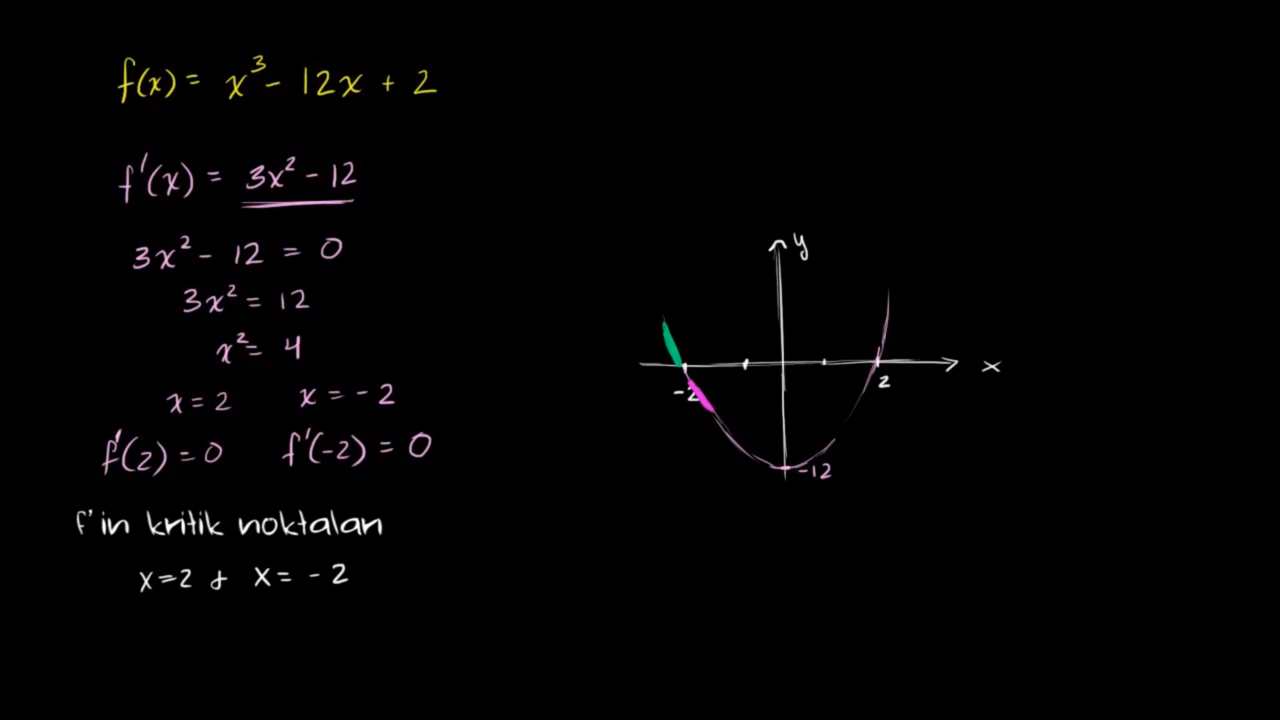 f(x) = x³ - 12x + 2
f'(x) = 3x² - 12
3x² - 12 = 0
3x² = 12
x² = 4
x = 2 x = -2
f'(2) = 0 f'(-2) = 0
f'in kritik noktaları
x=2 & x = -2
y
x
-2
2
-12